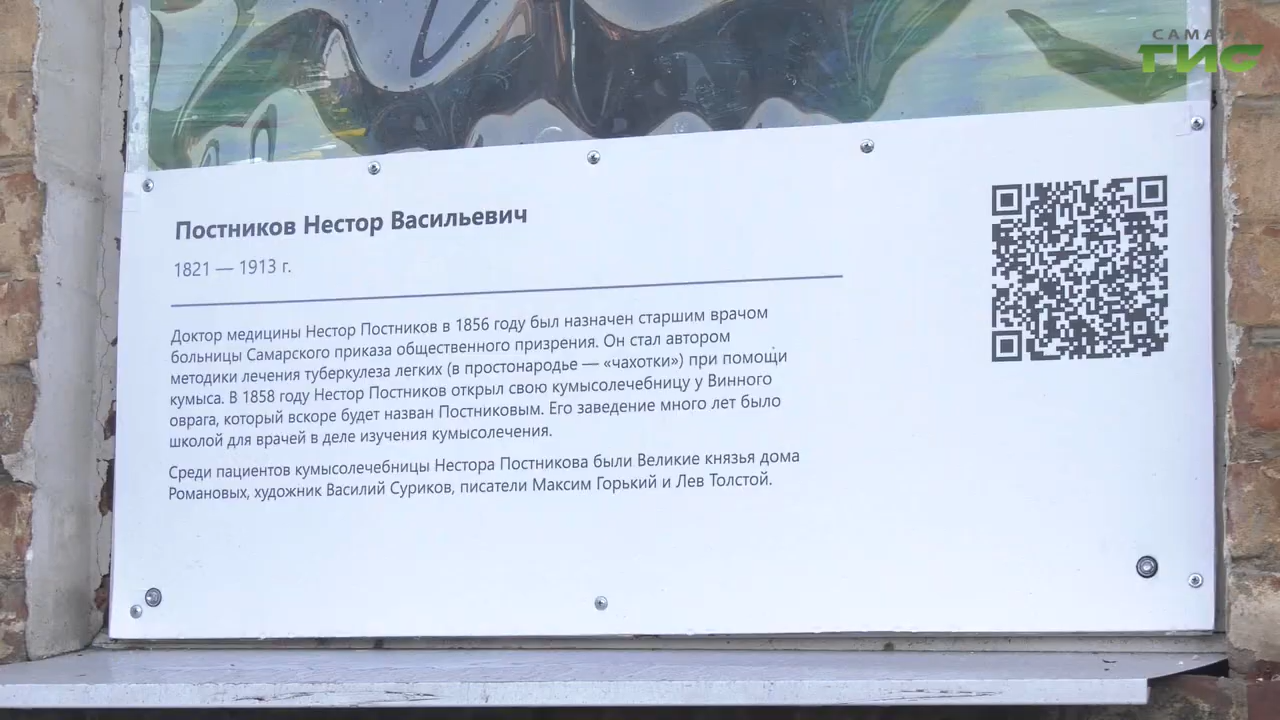 САМАРА
ГИС
Постников Нестор Васильевич
1821 — 1913 г.
Доктор медицины Нестор Постников в 1856 году был назначен старшим врачом
больницы Самарского приказа общественного призрения. Он стал автором
методики лечения туберкулеза легких (в простонародье — «чахотки») при помощи
кумыса. В 1858 году Нестор Постников открыл свою кумысолечебницу у Винного
оврага, который вскоре будет назван Постниковым. Его заведение много лет было
школой для врачей в деле изучения кумысолечения.
Среди пациентов кумысолечебницы Нестора Постникова были Великие князья дома
Романовых, художник Василий Суриков, писатели Максим Горький и Лев Толстой.